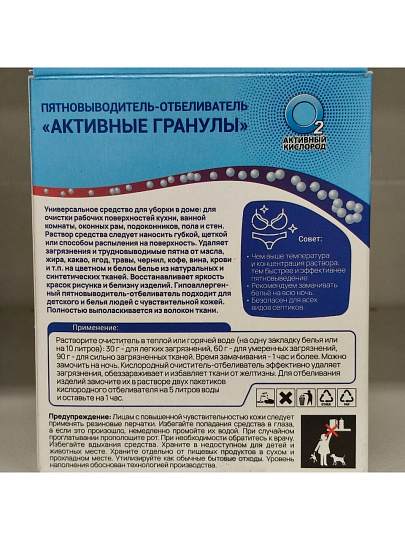 ПЯТНОВЫВОДИТЕЛЬ-ОТБЕЛИВАТЕЛЬ
«АКТИВНЫЕ ГРАНУЛЫ»
O2
АКТИВНЫЙ
КИСЛОРОД
Универсальное средство для уборки в доме: для
очистки рабочих поверхностей кухни, ванной
комнаты, оконных рам, подоконников, пола и стен.
Раствор средства следует наносить губкой, щеткой
или способом распыления на поверхность. Удаляет
загрязнения и трудновыводимые пятна от масла,
жира, какао, ягод, травы, чернил, кофе, вина, крови
и т.п. на цветном и белом белье из натуральных и
синтетических тканей. Не повреждает яркость
красок рисунка и белизну изделий. Гипоаллерген-
ный-пятновыводитель-отбеливатель подходит для
детского и белья людей с чувствительной кожей.
Полностью выполаскивается из волокон ткани.
Совет:
- Чем выше температура
и концентрация раствора,
тем быстрее и эффективнее
пятновыведение.
- Рекомендуем замачивать
белье на всю ночь.
- Безопасен для всех
видов септиков.
Применение:
Растворите очиститель в теплой или горячей воде (на одну закладку белья или
на 10 литров): 30 г - для легких загрязнений, 60 г - для умеренных загрязнений,
90 г - для сильно загрязненных тканей. Время замачивания - 1 час и более. Можно
замочить на ночь. Кислородный очиститель-отбеливатель эффективно удаляет
загрязнения, обеззараживает и избавляет ткани от желтизны. Для отбеливания
изделий замочите их в растворе двух пакетиков
кислородного отбеливателя на 5 литров воды
и оставьте на 1 час.
Предупреждение: Лицам с повышенной чувствительностью кожи следует
применять резиновые перчатки. Избегайте попадания средства в глаза,
а если это произошло, немедленно промойте их водой. При случайном
проглатывании прополощите рот. При необходимости обратитесь к врачу.
Избегайте вдыхания средства. Хранить в недоступном для детей и
животных месте. Хранить отдельно от пищевых продуктов в сухом и
прохладном месте. Утилизируйте как обычные бытовые отходы. Уровень
наполнения обоснован технологией производства.